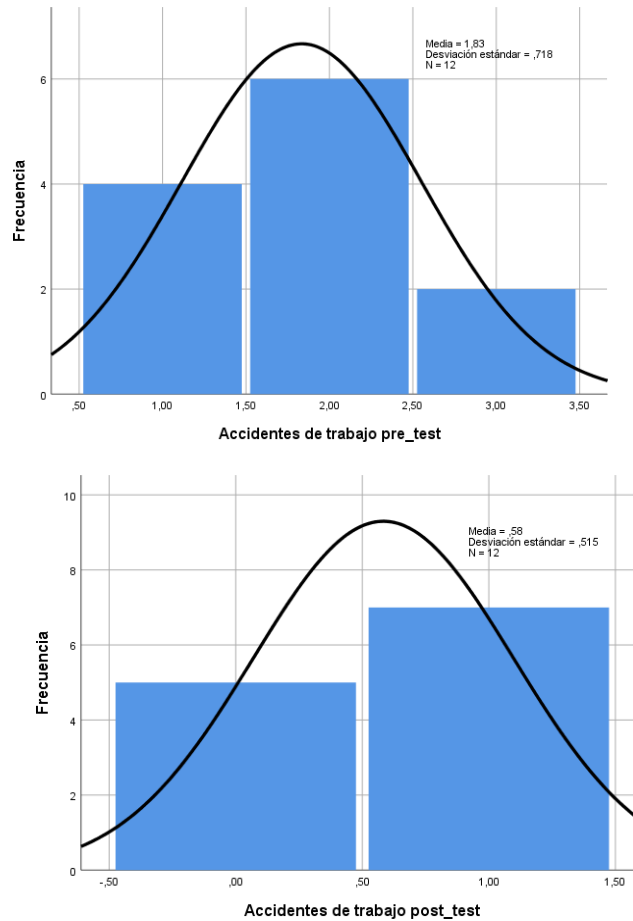 Media = 1,83
Desviación estándar = ,718
N = 12
Frecuencia
6
4
2
0
,50
1,00
1,50
2,00
2,50
3,00
3,50
Accidentes de trabajo pre_test
Media = ,58
Desviación estándar = ,515
N = 12
Frecuencia
10
8
6
4
2
0
-,50
,00
,50
1,00
1,50
Accidentes de trabajo post_test